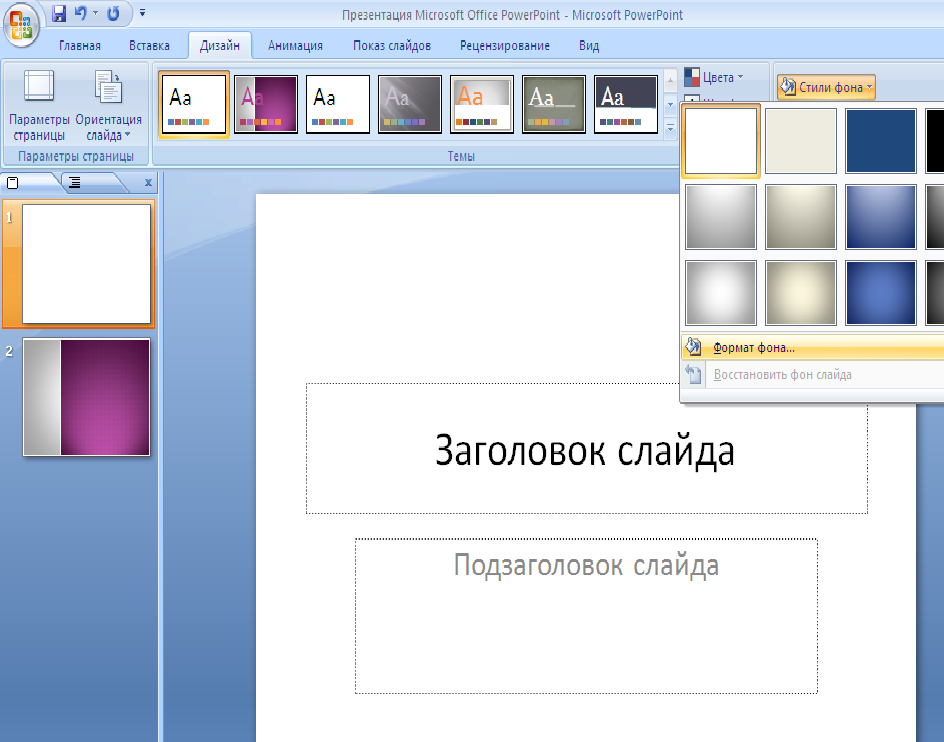 Презентация Microsoft Office PowerPoint - Microsoft PowerPoint
Главная Вставка Дизайн Анимация Показ слайдов Рецензирование Вид
Параметры страницы
Ориентация слайда
Параметры страницы
Aa Aa Aa Aa Aa Aa Aa
Темы
Цвета
Стили фона
Формат фона...
Восстановить фон слайда
1
2
Заголовок слайда
Подзаголовок слайда